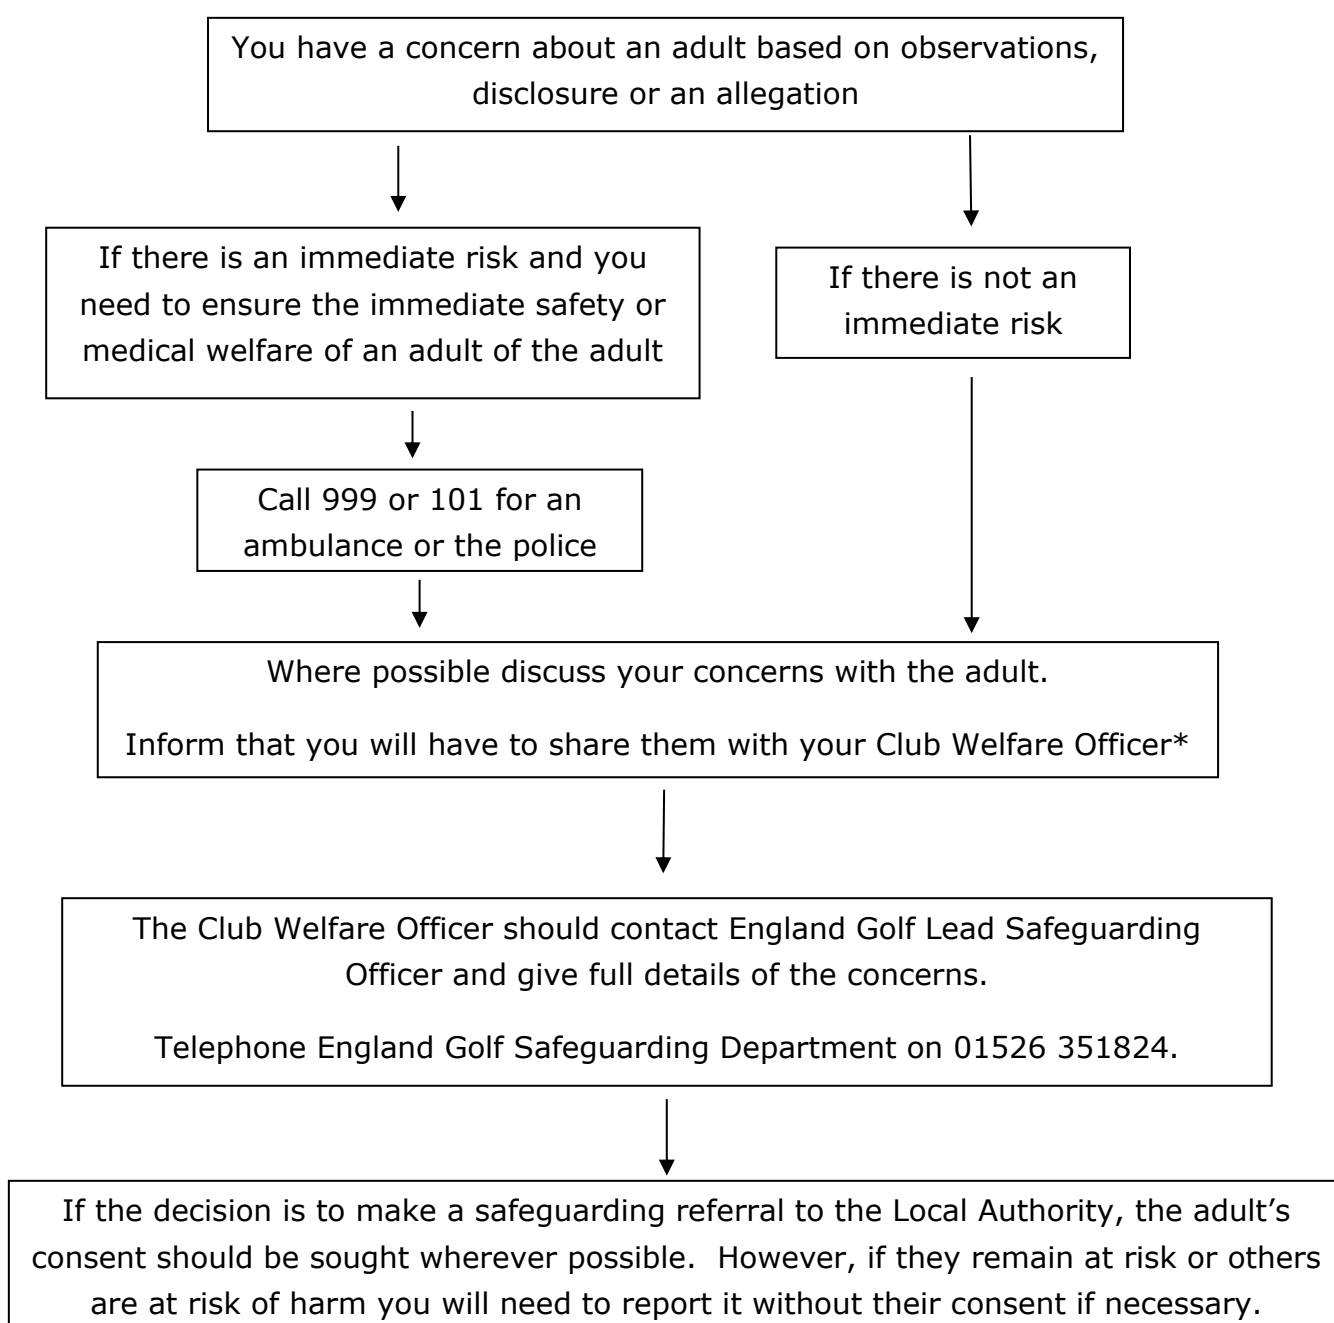 You have a concern about an adult based on observations,
disclosure or an allegation
If there is an immediate risk and you
need to ensure the immediate safety or
medical welfare of an adult of the adult
If there is not an
immediate risk
Call 999 or 101 for an
ambulance or the police
Where possible discuss your concerns with the adult.
Inform that you will have to share them with your Club Welfare Officer*
The Club Welfare Officer should contact England Golf Lead Safeguarding
Officer and give full details of the concerns.
Telephone England Golf Safeguarding Department on 01526 351824.
If the decision is to make a safeguarding referral to the Local Authority, the adult’s
consent should be sought wherever possible.  However, if they remain at risk or others
are at risk of harm you will need to report it without their consent if necessary.